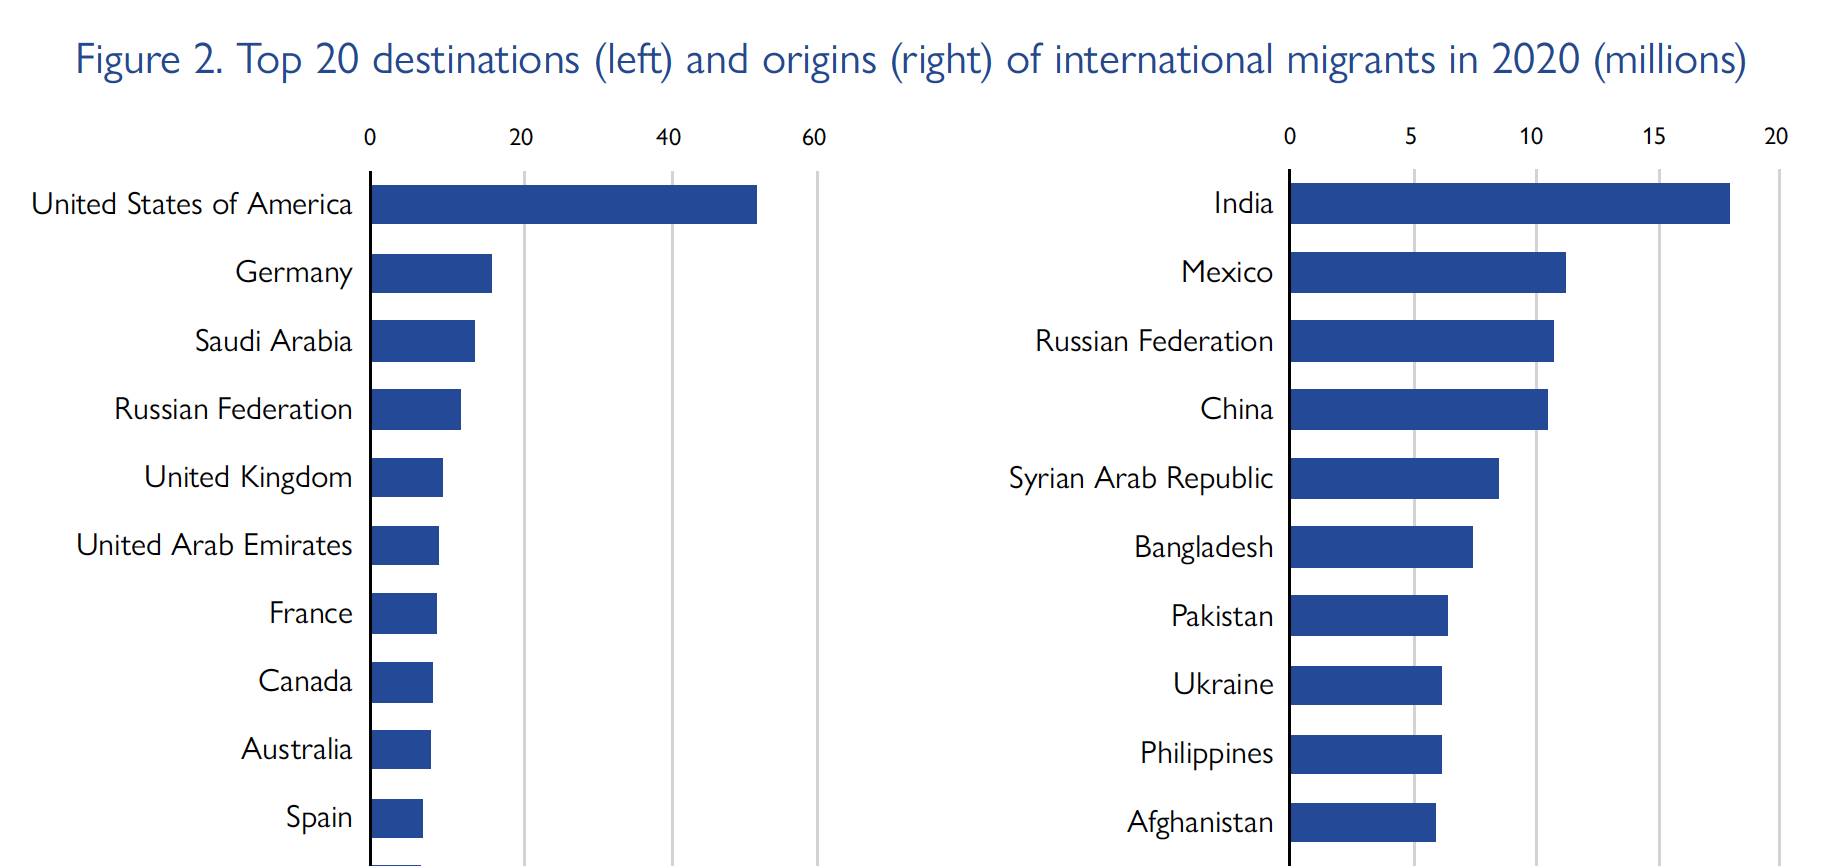 Figure 2. Top 20 destinations (left) and origins (right) of international migrants in 2020 (millions)
0 20 40 60
United States of America
Germany
Saudi Arabia
Russian Federation
United Kingdom
United Arab Emirates
France
Canada
Australia
Spain
0 5 10 15 20
India
Mexico
Russian Federation
China
Syrian Arab Republic
Bangladesh
Pakistan
Ukraine
Philippines
Afghanistan